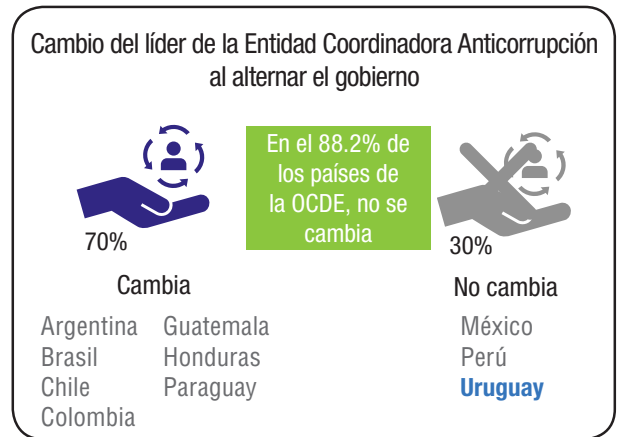 Cambio del líder de la Entidad Coordinadora Anticorrupción
al alternar el gobierno
En el 88.2% de
los países de
la OCDE, no se
cambia
70%
Cambia
Argentina
Brasil
Chile
Colombia
Guatemala
Honduras
Paraguay
30%
No cambia
México
Perú
Uruguay